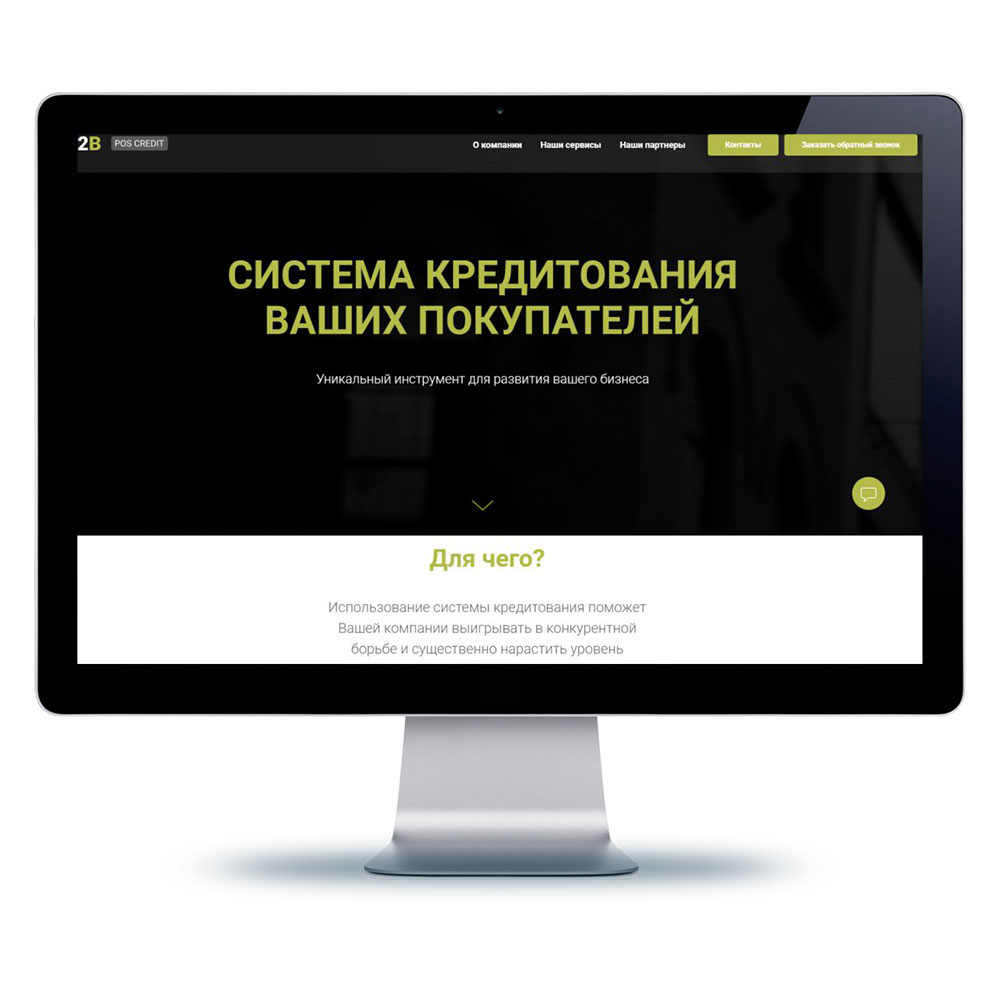 2B POS CREDIT О компании Наши сервисы Наши партнеры Контакты Заказать обратный звонок
СИСТЕМА КРЕДИТОВАНИЯ
ВАШИХ ПОКУПАТЕЛЕЙ
Уникальный инструмент для развития вашего бизнеса
Для чего?
Использование системы кредитования поможет
Вашей компании выигрывать в конкурентной
борьбе и существенно нарастить уровень